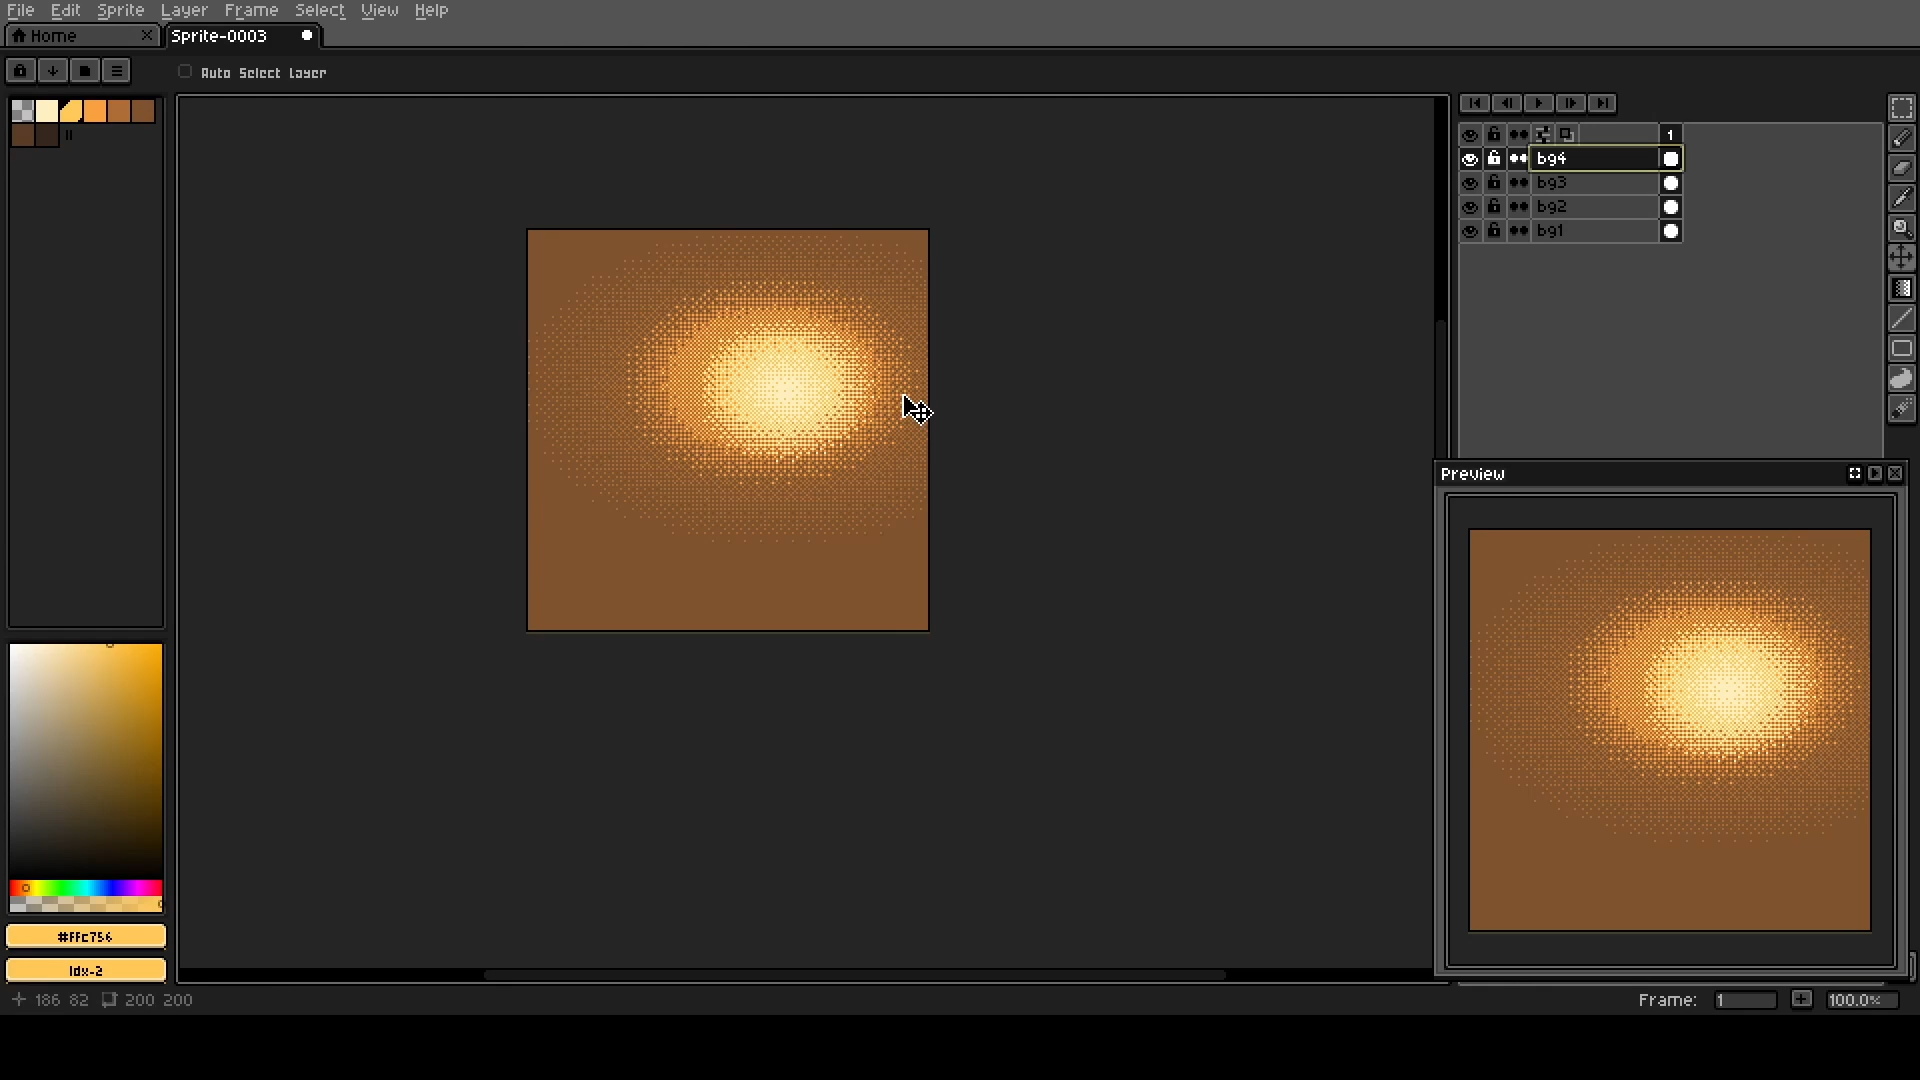 File Edit Sprite Layer Frame Select View Help
Home Sprite-0003
Auto Select Layer
1
bg4
bg3
bg2
bg1
Preview
#ffc756
Idx-2
186 82 200 200
Frame: 1 100.0%